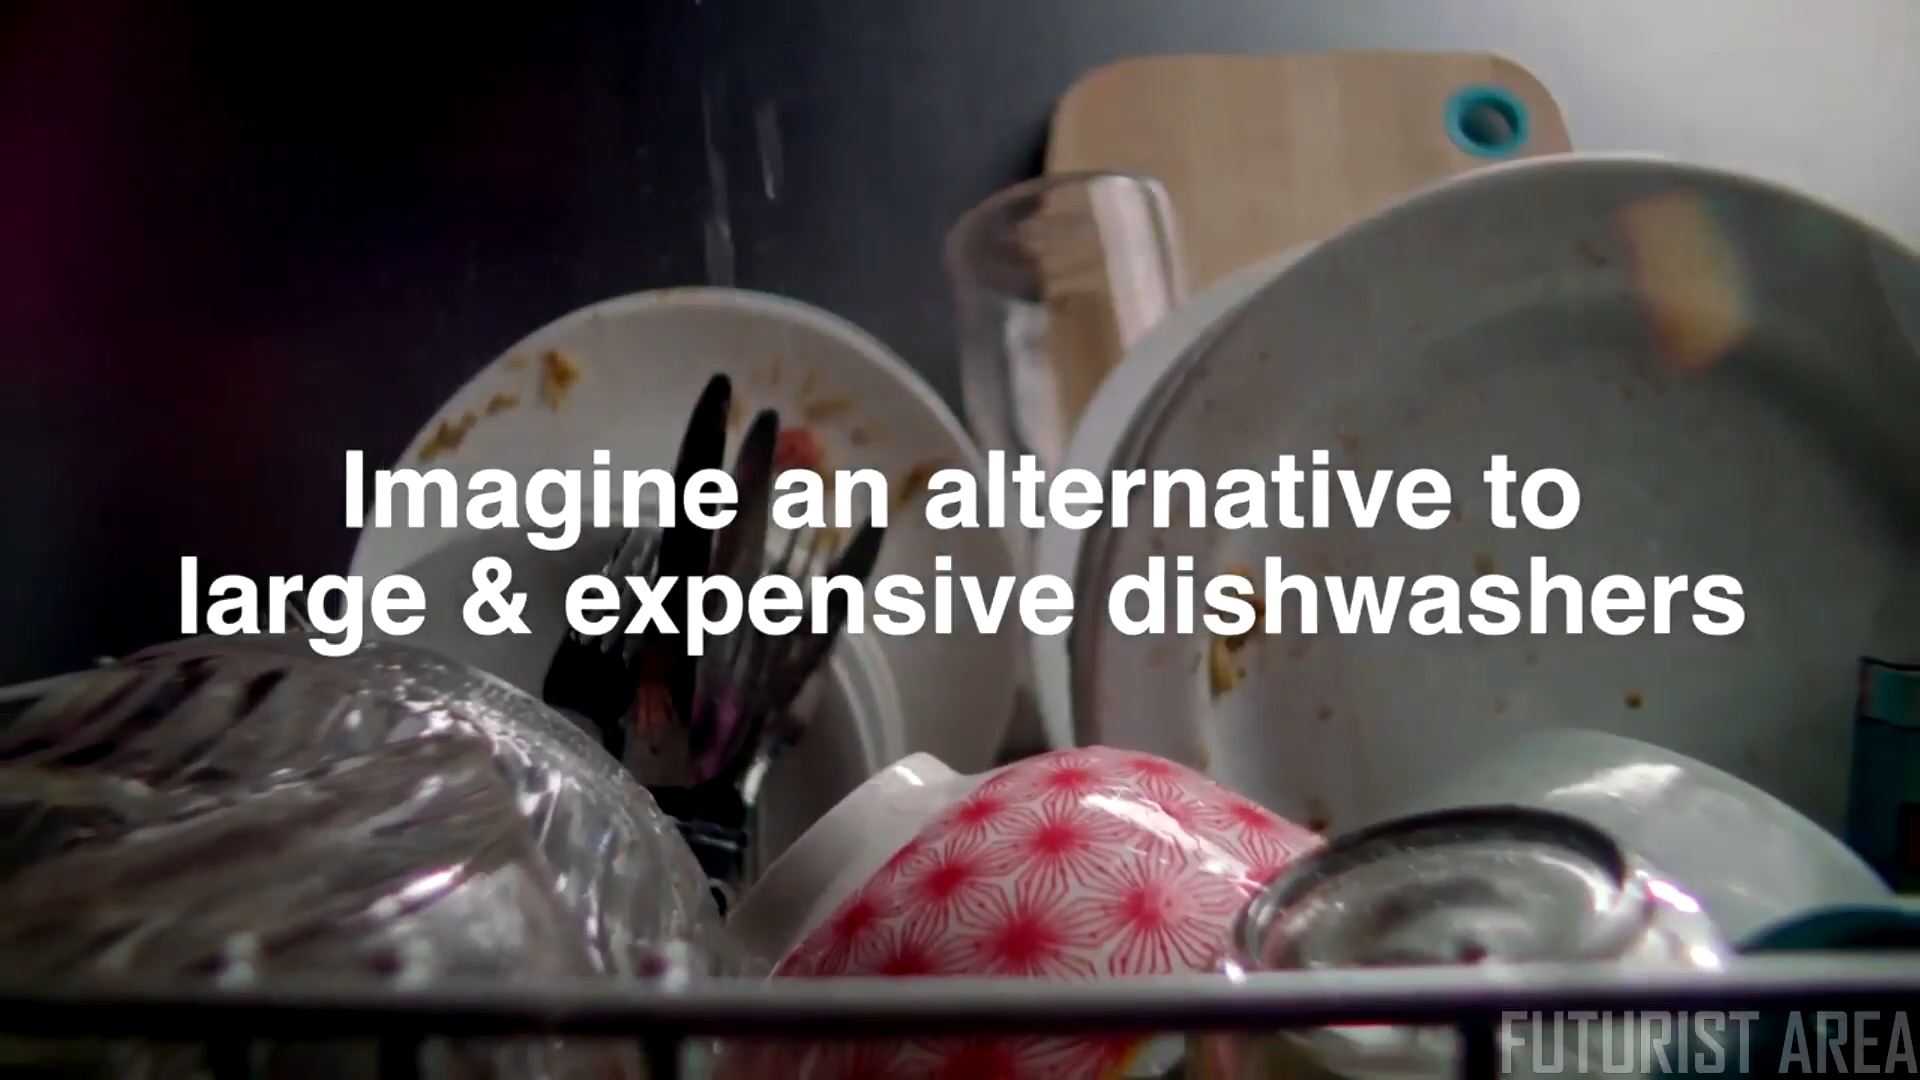 Imagine an alternative to
large & expensive dishwashers
FUTURIST AREA